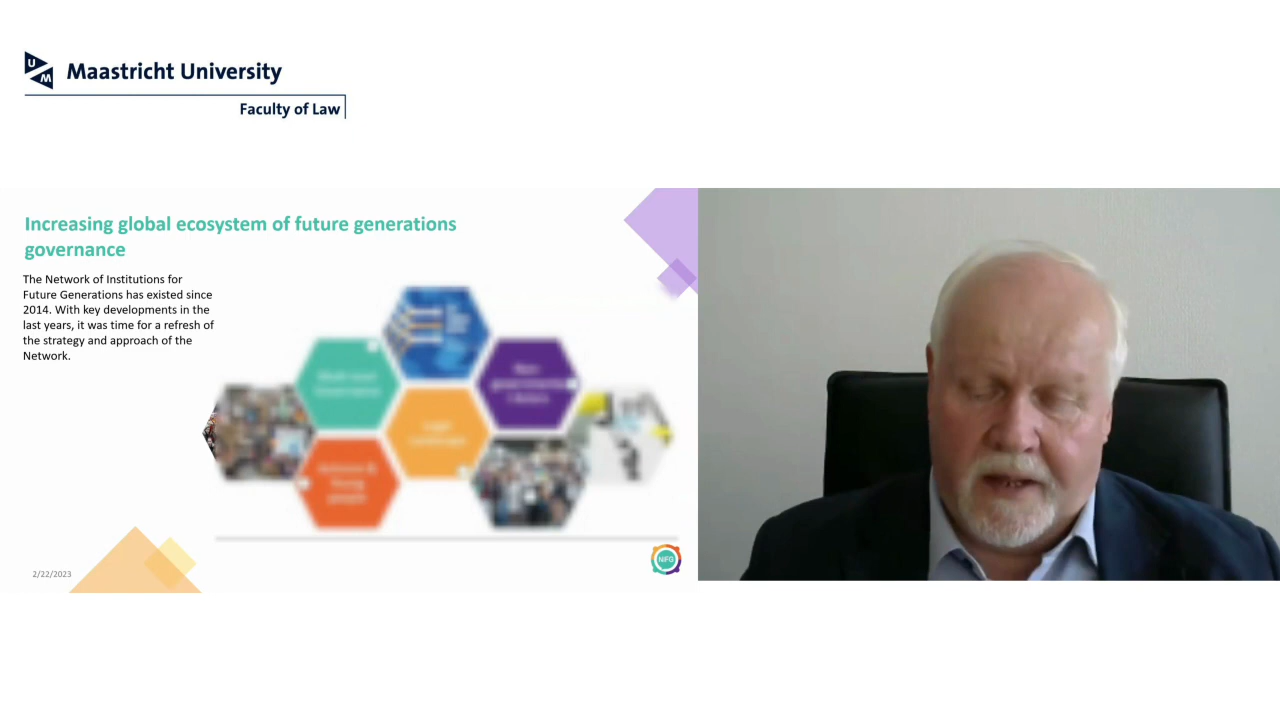 U
M
Maastricht University
Faculty of Law
Increasing global ecosystem of future generations
governance
The Network of Institutions for
Future Generations has existed since
2014. With key developments in the
last years, it was time for a refresh of
the strategy and approach of the
Network.
2/22/2023
NIFG